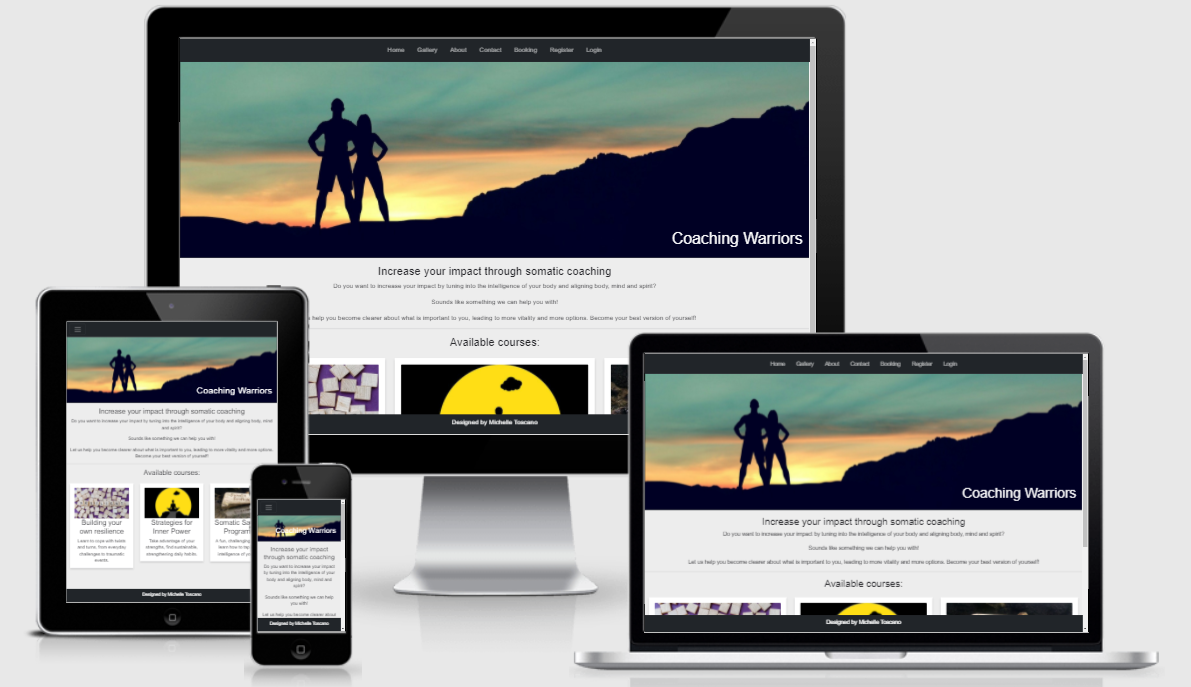 Home Gallery About Contact Booking Register Login
Coaching Warriors
Increase your impact through somatic coaching
Do you want to increase your impact by tuning into the intelligence of your body and aligning body, mind and spirit?
Sounds like something we can help you with!
help you become clearer about what is important to you, leading to more vitality and more options. Become your best version of yourself!
Available courses:
Designed by Michelle Toscano
Coaching Warriors
Increase your impact through somatic coaching
Do you want to increase your impact by tuning into the intelligence of your body and aligning body, mind
and spirit?
Sounds like something we can help you with!
Let us help you become clearer about what is important to you, leading to more vitality and more options.
Become your best version of yourself!
Available courses:
Building your
own resilience
Learn to cope with twists
and turns, from everyday
challenges to traumatic
events.
Strategies for
Inner Power
Take advantage of your
strengths, find sustainable,
strengthening daily habits.
Somatic Sa
Program
A fun, challenging
learn how to tap
intelligence of yo
Designed by Michelle Toscano
Coaching Warriors
Increase your impact
through somatic coaching
Do you want to increase your impact
by tuning into the intelligence of your
body and aligning body, mind and
spirit?
Sounds like something we can help
you with!
Let us help you become clearer about
Designed by Michelle Toscano
Home Gallery About Contact Booking Register Login
Coaching Warriors
Increase your impact through somatic coaching
Do you want to increase your impact by tuning into the intelligence of your body and aligning body, mind and spirit?
Sounds like something we can help you with!
Let us help you become clearer about what is important to you, leading to more vitality and more options. Become your best version of yourself!
Available courses:
Designed by Michelle Toscano